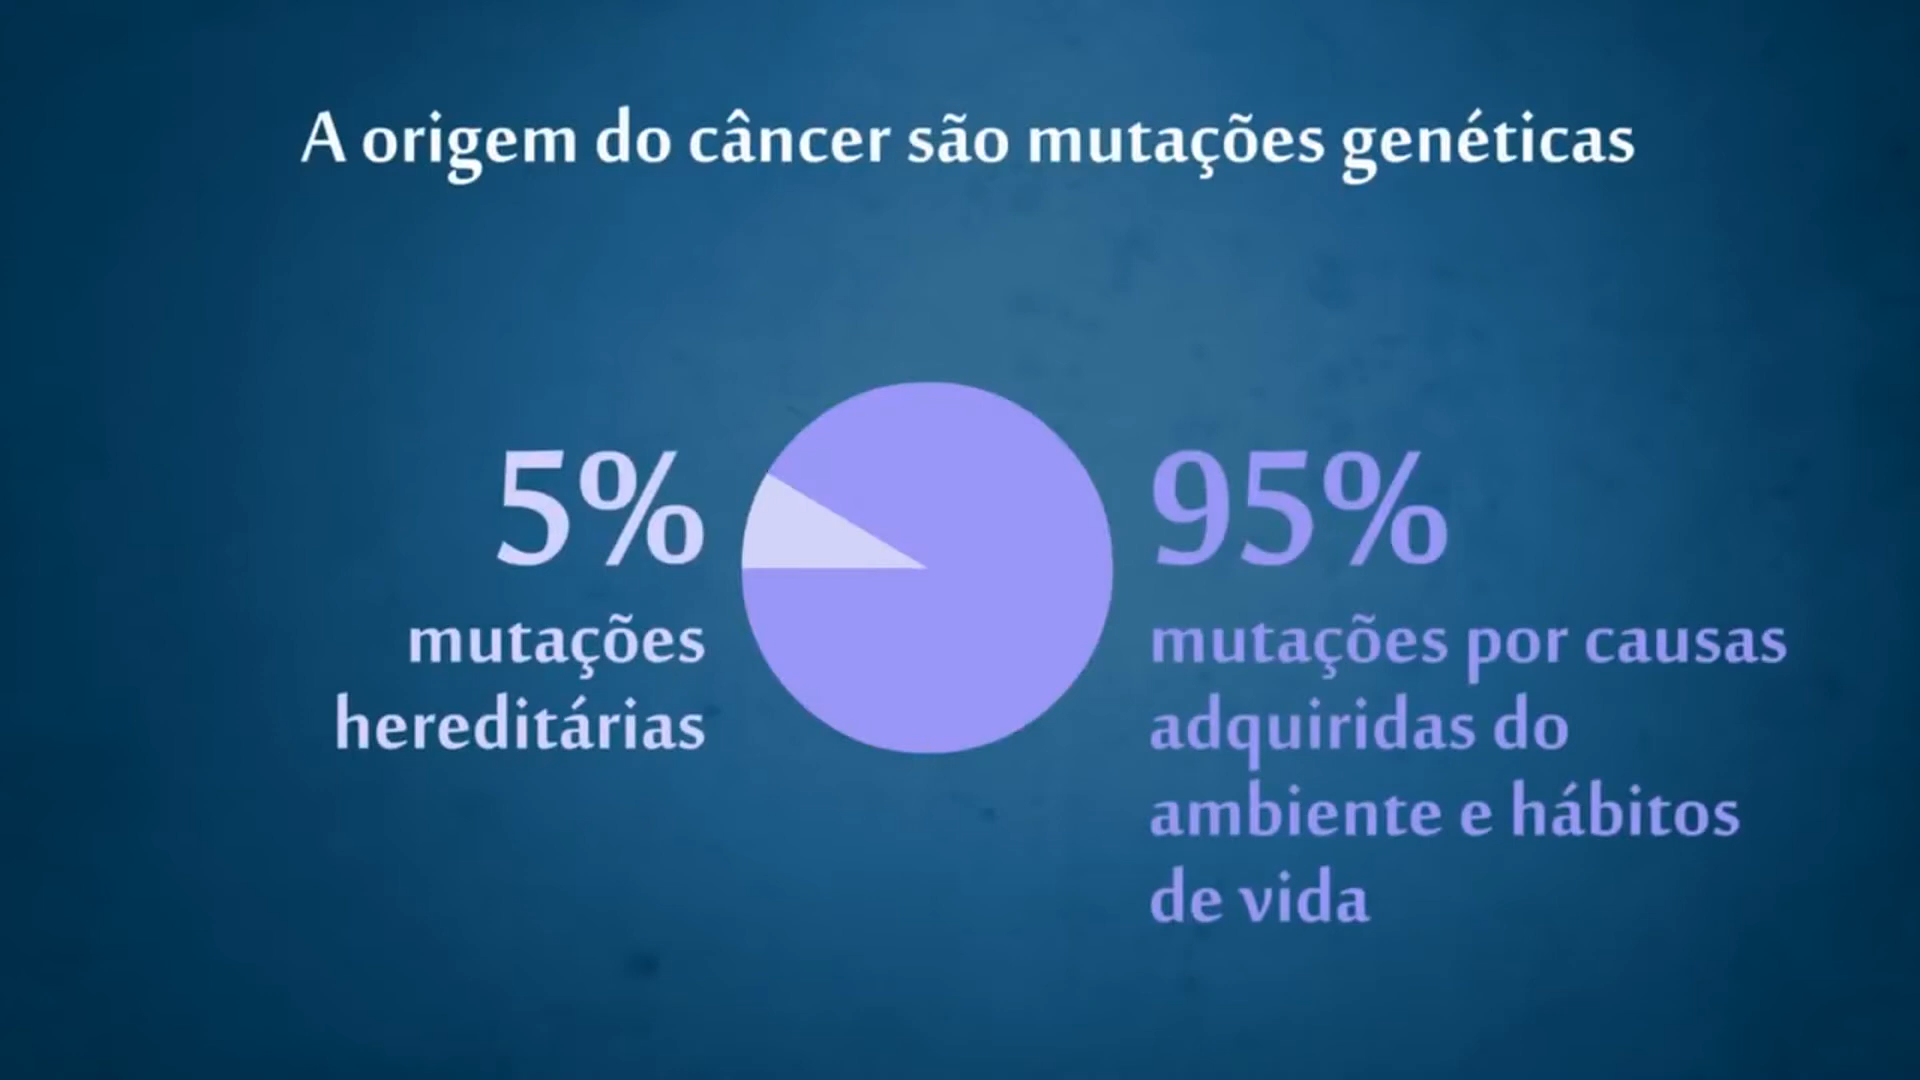 A origem do câncer são mutações genéticas
5%
mutações
hereditárias
95%
mutações por causas
adquiridas do
ambiente e hábitos
de vida